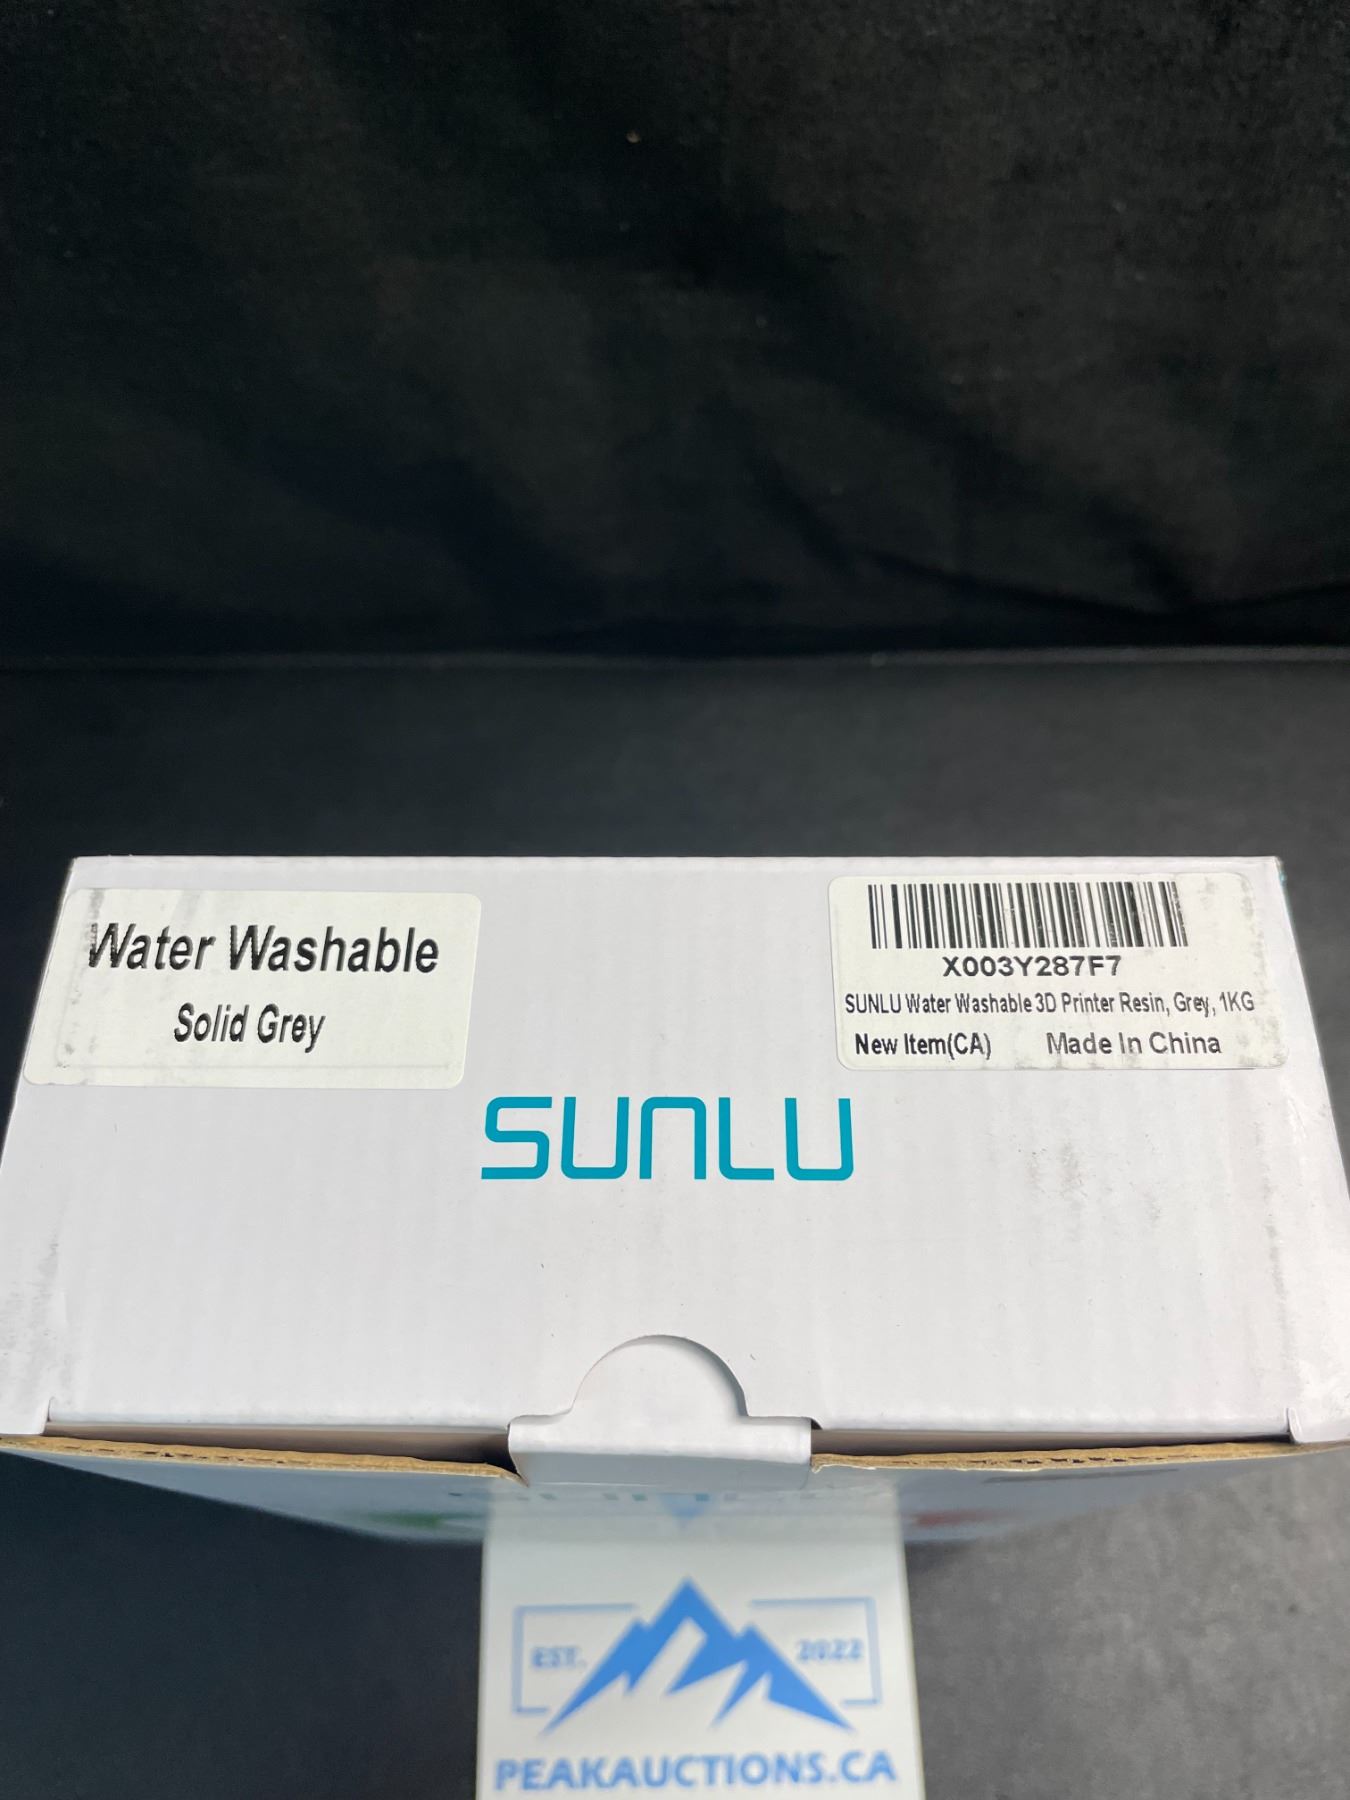 Water Washable
Solid Grey
X003Y287F7
SUNLU Water Washable 3D Printer Resin, Grey, 1KG
New Item(CA) Made In China
SUNLU
EST. 2022
PEAKAUCTIONS.CA